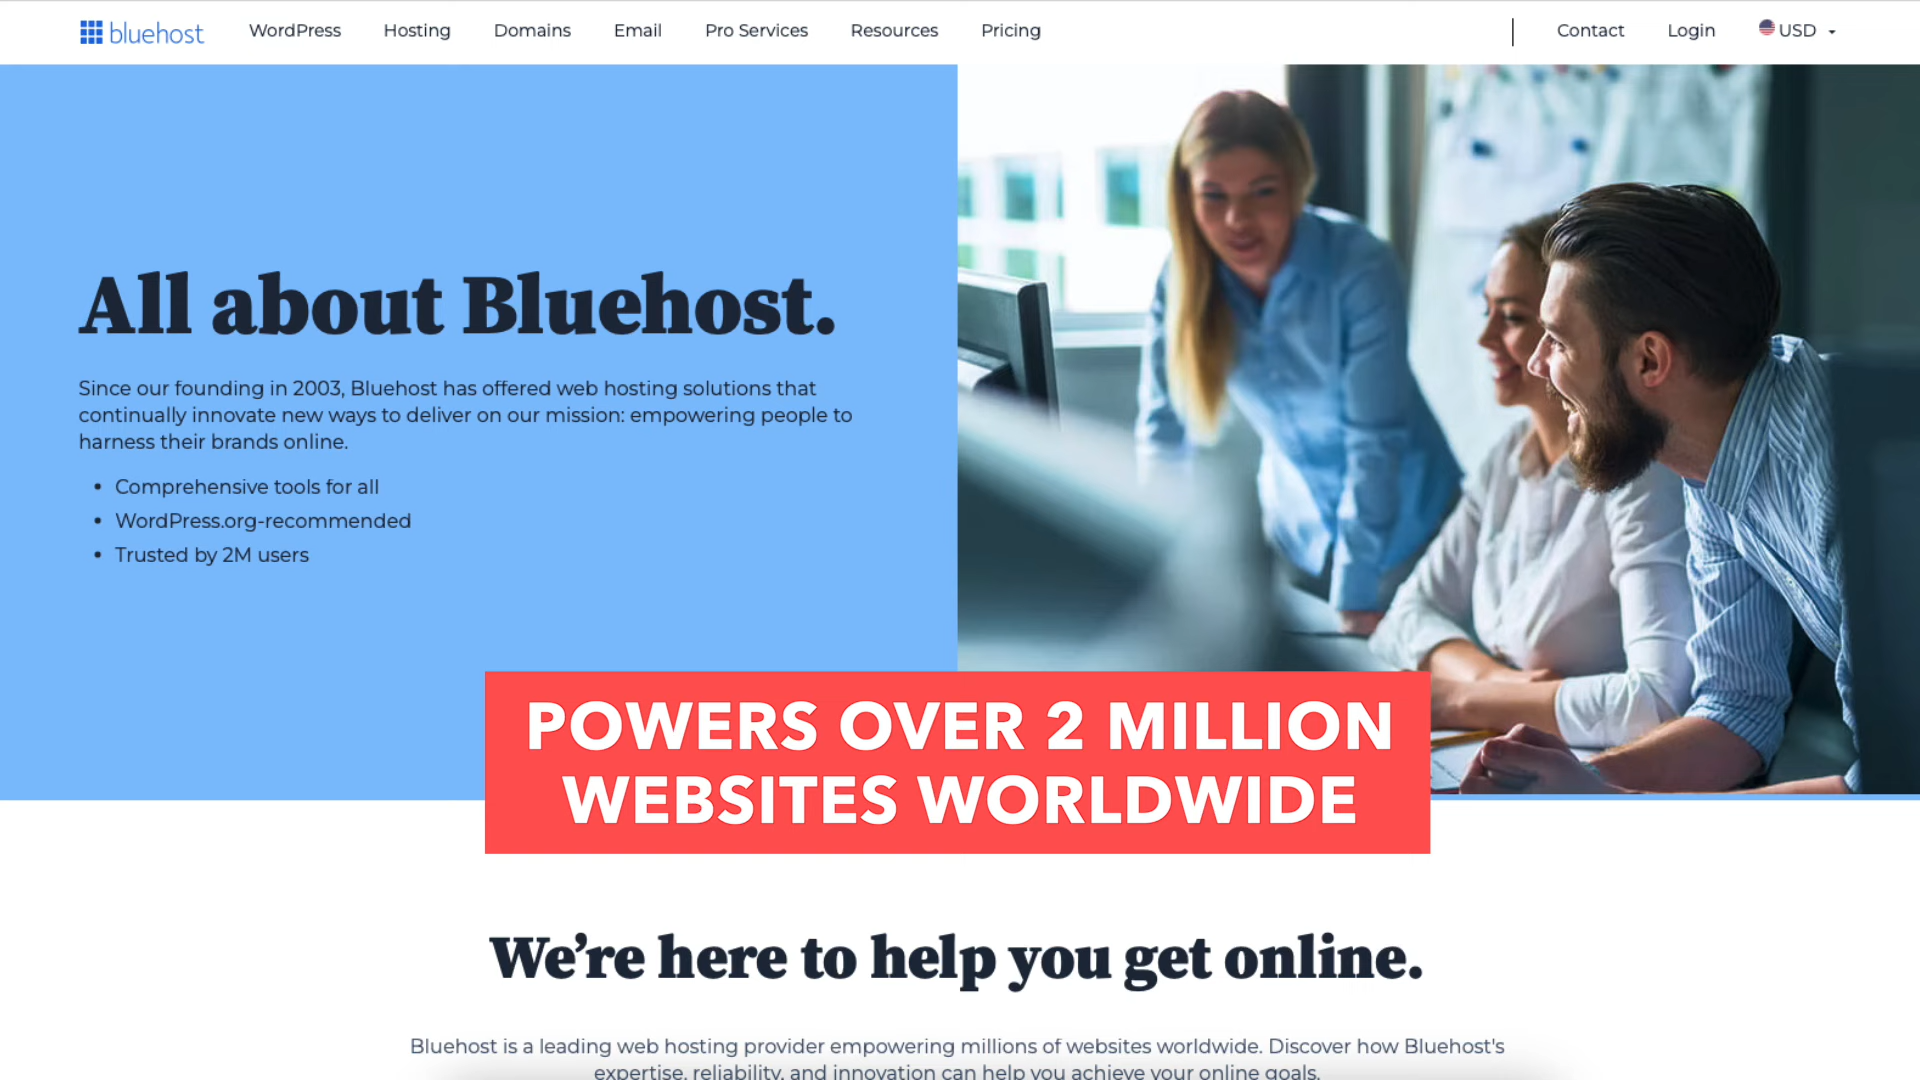 bluehost WordPress Hosting Domains Email Pro Services Resources Pricing Contact Login USD
All about Bluehost.
Since our founding in 2003, Bluehost has offered web hosting solutions that
continually innovate new ways to deliver on our mission: empowering people to
harness their brands online.
• Comprehensive tools for all
• WordPress.org-recommended
• Trusted by 2M users
POWERS OVER 2 MILLION
WEBSITES WORLDWIDE
We’re here to help you get online.
Bluehost is a leading web hosting provider empowering millions of websites worldwide. Discover how Bluehost's
expertise, reliability, and innovation can help you achieve your online goals.